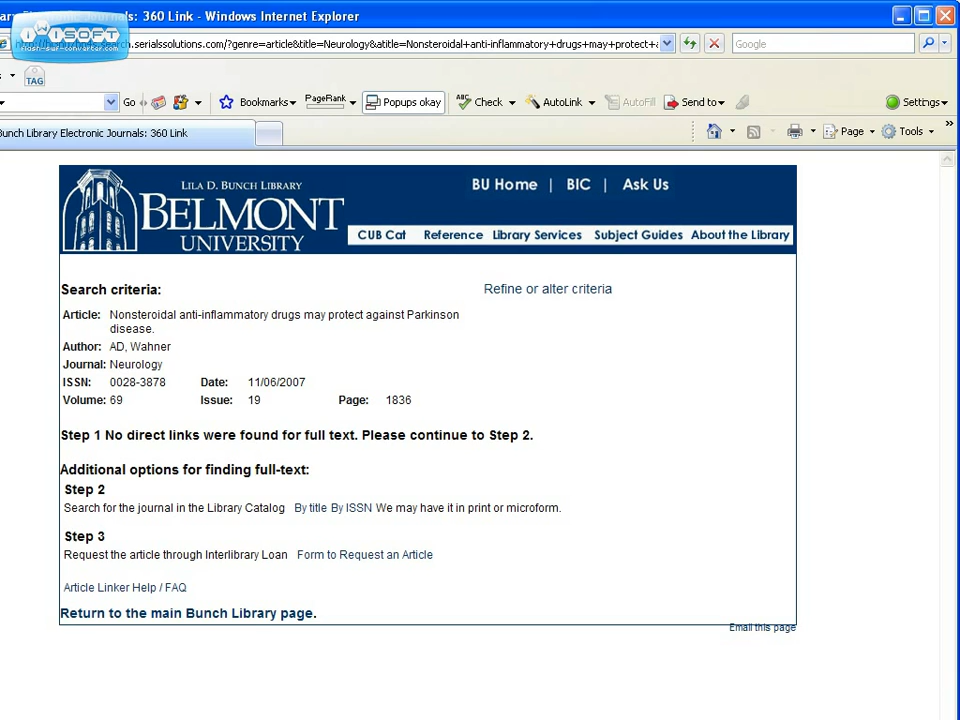 ary Electronic Journals: 360 Link - Windows Internet Explorer
.search.serialssolutions.com/?genre=article&title=Neurology&atitle=Nonsteroidal+anti-inflammatory+drugs+may+protect+a
Google
TAG
Go
Bookmarks
PageRank
Popups okay
Check
AutoLink
AutoFill
Send to
Settings
Bunch Library Electronic Journals: 360 Link
Page
Tools
LILA D. BUNCH LIBRARY
BELMONT
UNIVERSITY
BU Home | BIC | Ask Us
CUB Cat Reference Library Services Subject Guides About the Library
Search criteria:
Refine or alter criteria
Article: Nonsteroidal anti-inflammatory drugs may protect against Parkinson
disease.
Author: AD, Wahner
Journal: Neurology
ISSN: 0028-3878 Date: 11/06/2007
Volume: 69 Issue: 19 Page: 1836
Step 1 No direct links were found for full text. Please continue to Step 2.
Additional options for finding full-text:
Step 2
Search for the journal in the Library Catalog By title By ISSN We may have it in print or microform.
Step 3
Request the article through Interlibrary Loan Form to Request an Article
Article Linker Help / FAQ
Return to the main Bunch Library page.
Email this page